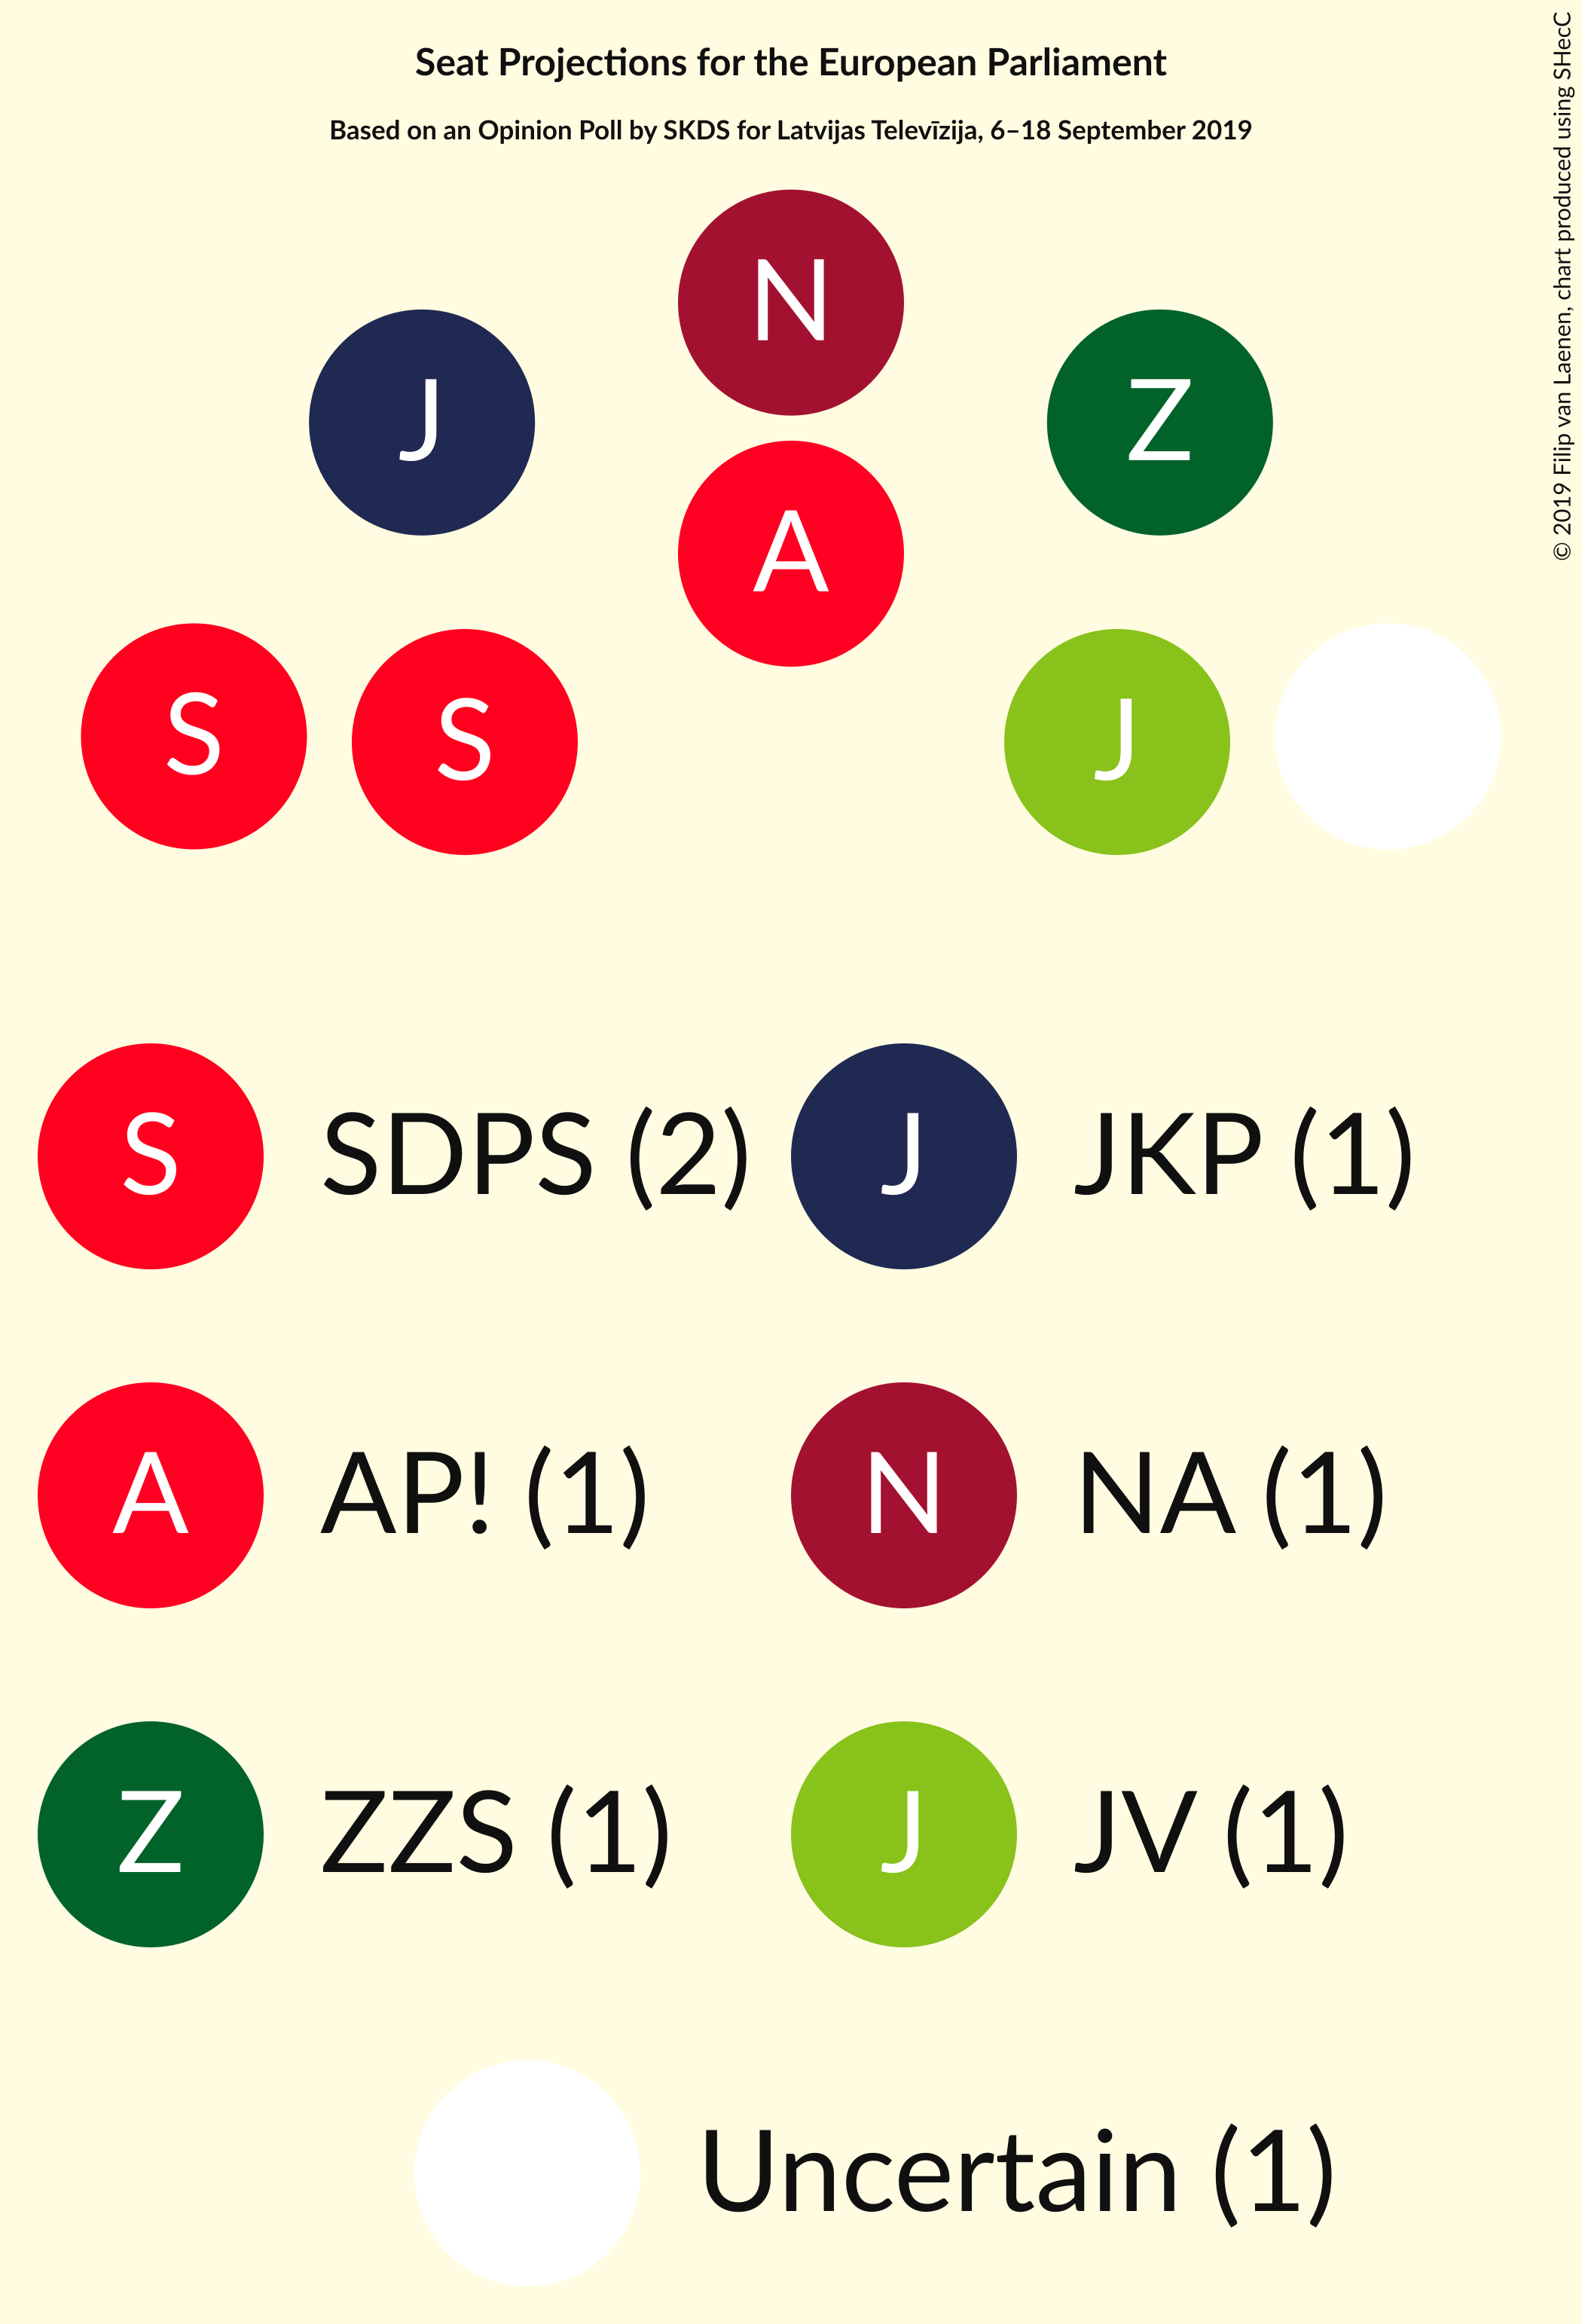 Seat Projections for the European Parliament
Based on an Opinion Poll by SKDS for Latvijas Televīzija, 6–18 September 2019
© 2019 Filip van Laenen, chart produced using SHecC
N
J
Z
A
S
S
J
S SDPS (2) J JKP (1)
A AP! (1) N NA (1)
Z ZZS (1) J JV (1)
Uncertain (1)